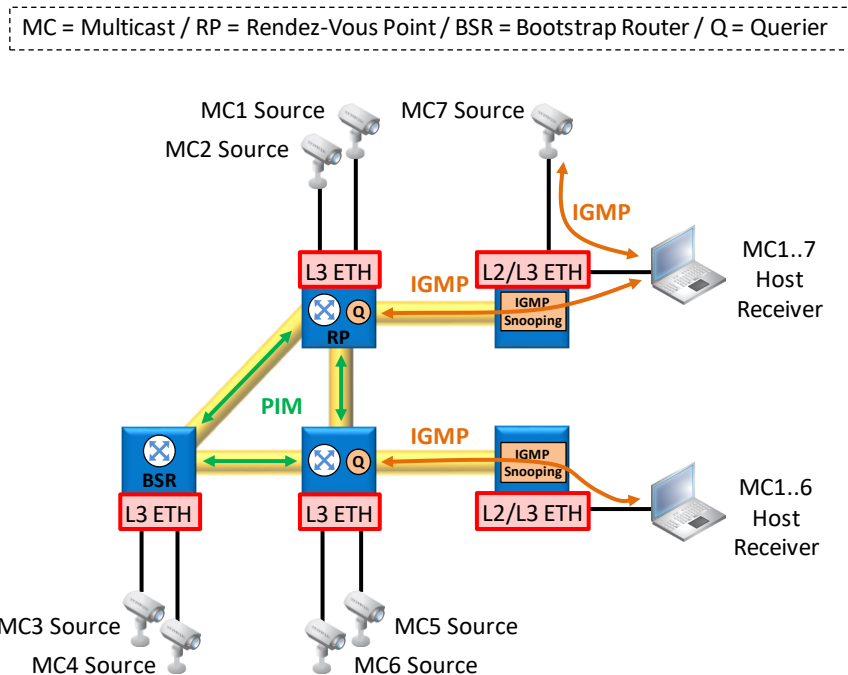 MC = Multicast / RP = Rendez-Vous Point / BSR = Bootstrap Router / Q = Querier
MC1 Source
MC7 Source
MC2 Source
IGMP
L3 ETH
L2/L3 ETH
MC1..7
Host
Receiver
IGMP
Q
RP
IGMP
Snooping
PIM
IGMP
BSR
Q
IGMP
Snooping
L3 ETH
L3 ETH
L2/L3 ETH
MC1..6
Host
Receiver
MC3 Source
MC5 Source
MC4 Source
MC6 Source